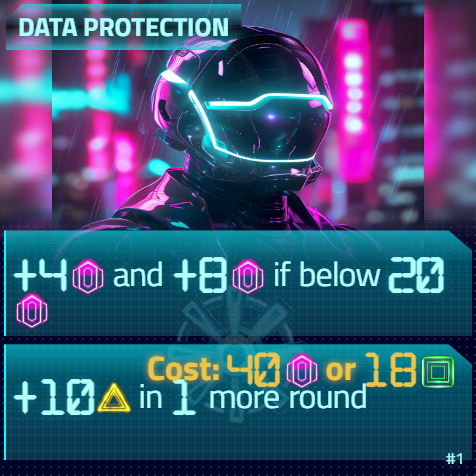 DATA PROTECTION
+4 and +8 if below 20
Cost: 40 or 18
+10 in 1 more round
#1